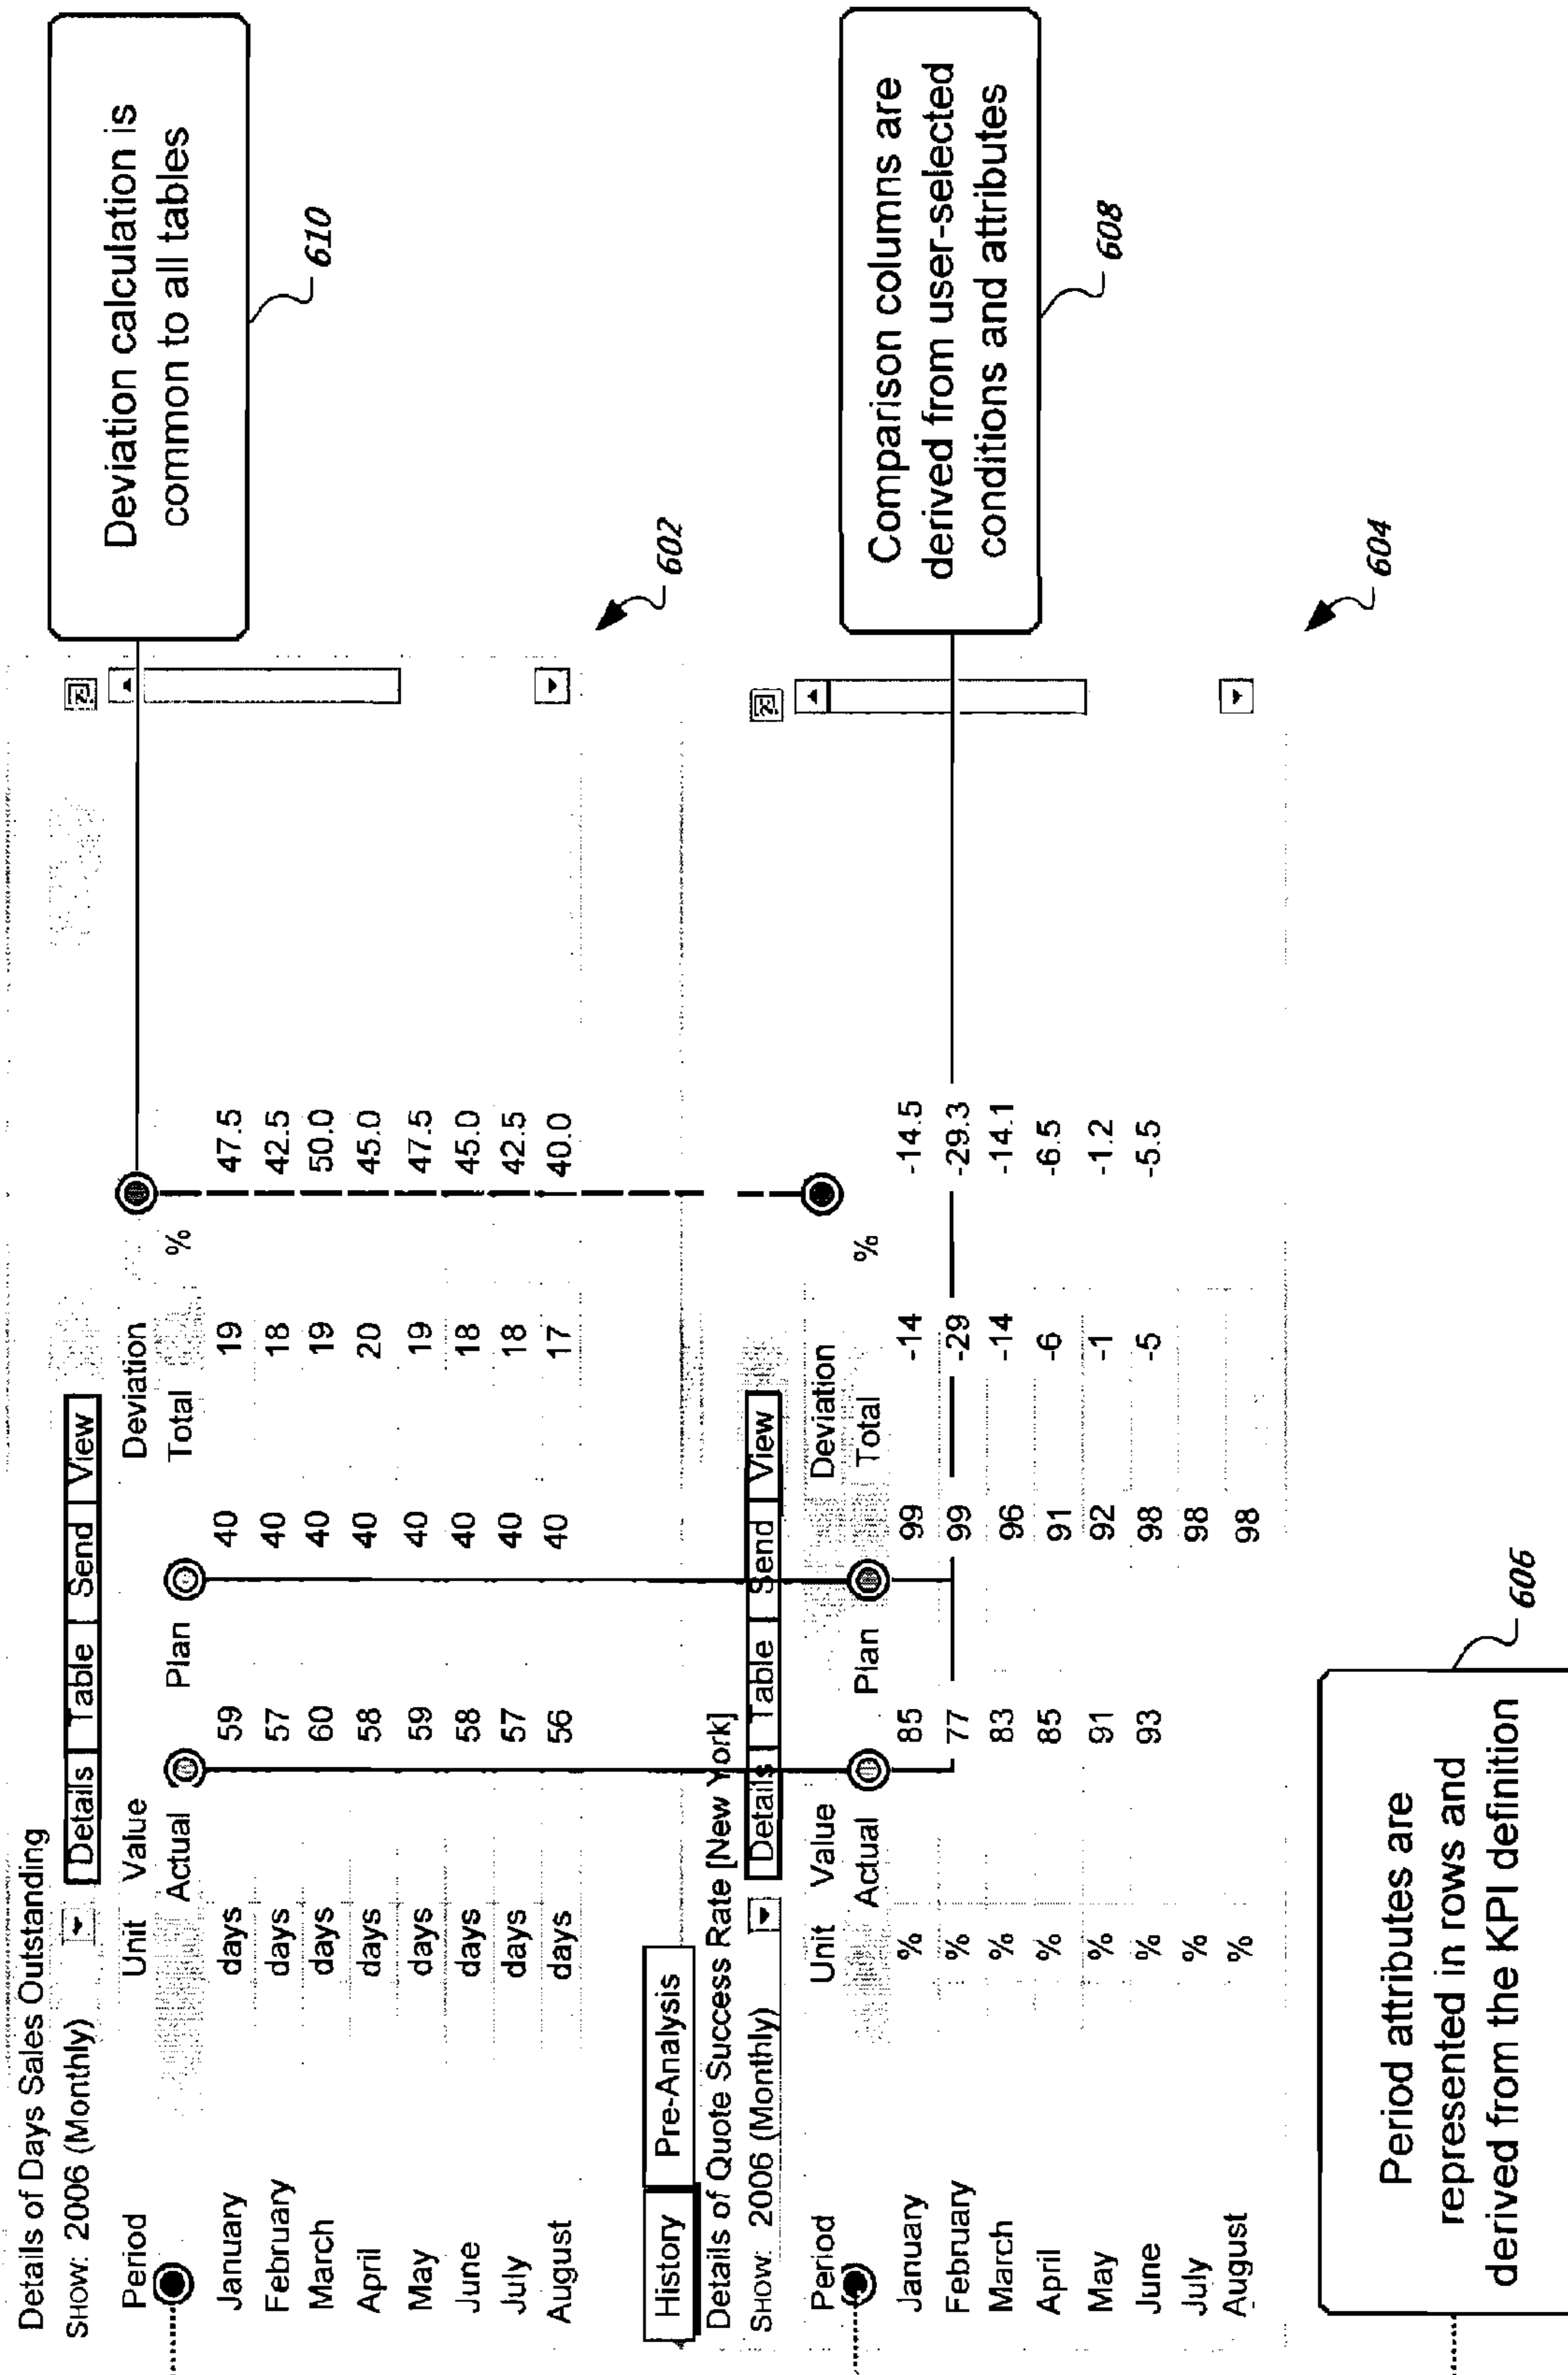 Details of Days Sales Outstanding
SHOW: 2006 (Monthly) Details Table Send View
Period Unit Value Deviation
Actual Plan Total %
January days 59 40 19 47.5
February days 57 40 18 42.5
March days 60 40 19 50.0
April days 58 40 20 45.0
May days 59 40 19 47.5
June days 58 40 18 45.0
July days 57 40 18 42.5
August days 56 40 17 40.0
Deviation calculation is
common to all tables
610
602
History Pre-Analysis
Details of Quote Success Rate [New York]
SHOW: 2006 (Monthly) Details Table Send View
Period Unit Value Deviation
Actual Plan Total %
January % 85 99 -14 -14.5
February % 77 99 -29 -29.3
March % 83 96 -14 -14.1
April % 85 91 -6 -6.5
May % 91 92 -1 -1.2
June % 93 98 -5 -5.5
July % 98
August % 98
Comparison columns are
derived from user-selected
conditions and attributes
608
604
Period attributes are
represented in rows and
derived from the KPI definition
606